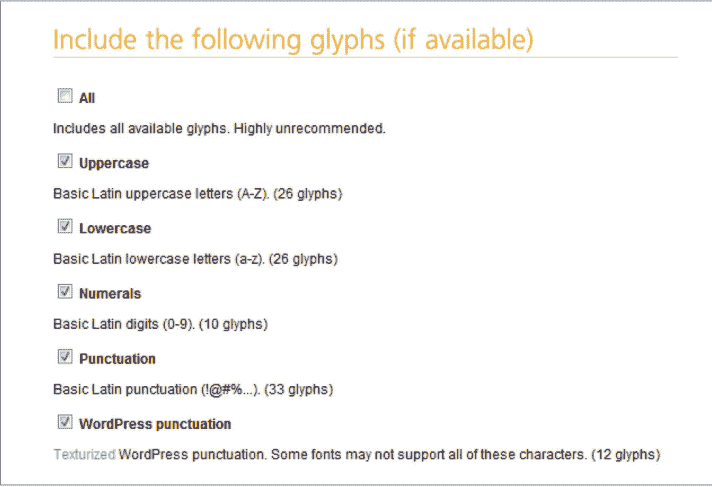 Include the following glyphs (if available)
All
Includes all available glyphs. Highly unrecommended.
Uppercase
Basic Latin uppercase letters (A-Z). (26 glyphs)
Lowercase
Basic Latin lowercase letters (a-z). (26 glyphs)
Numerals
Basic Latin digits (0-9). (10 glyphs)
Punctuation
Basic Latin punctuation (!@#%...). (33 glyphs)
WordPress punctuation
Texturized WordPress punctuation. Some fonts may not support all of these characters. (12 glyphs)